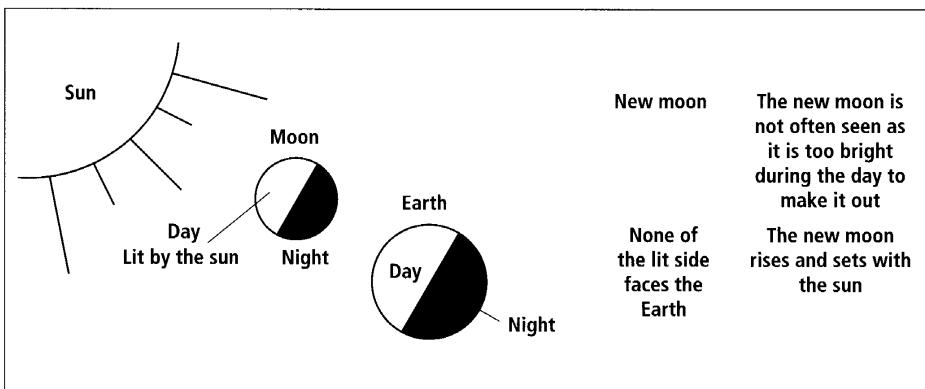 Sun
Moon
Earth
Day
Lit by the sun
Night
Day
Night
New moon
The new moon is
not often seen as
it is too bright
during the day to
make it out
None of
the lit side
faces the
Earth
The new moon
rises and sets with
the sun